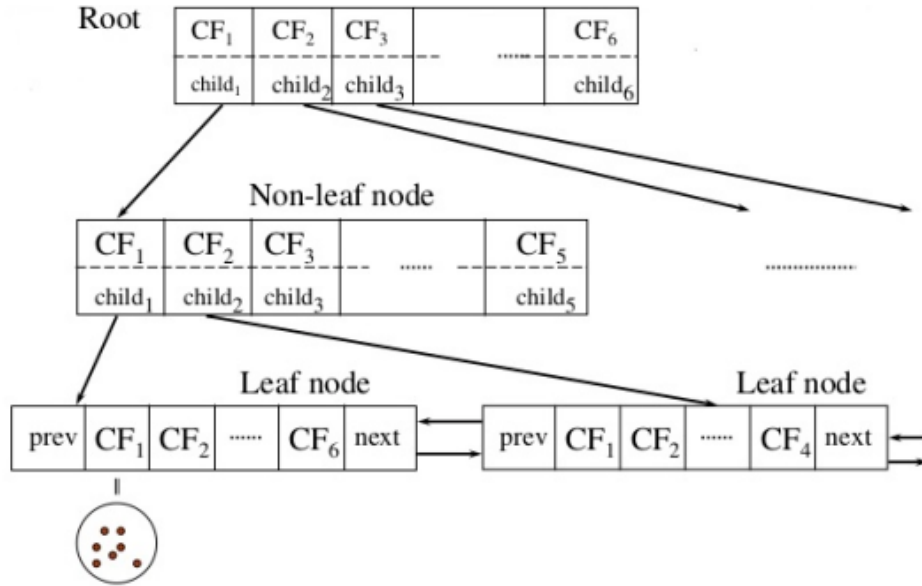 Root
CF₁ CF₂ CF₃ ...... CF₆
child₁ child₂ child₃ child₆
Non-leaf node
CF₁ CF₂ CF₃ ...... CF₅
child₁ child₂ child₃ child₅
Leaf node Leaf node
prev CF₁ CF₂ ...... CF₆ next prev CF₁ CF₂ ...... CF₄ next